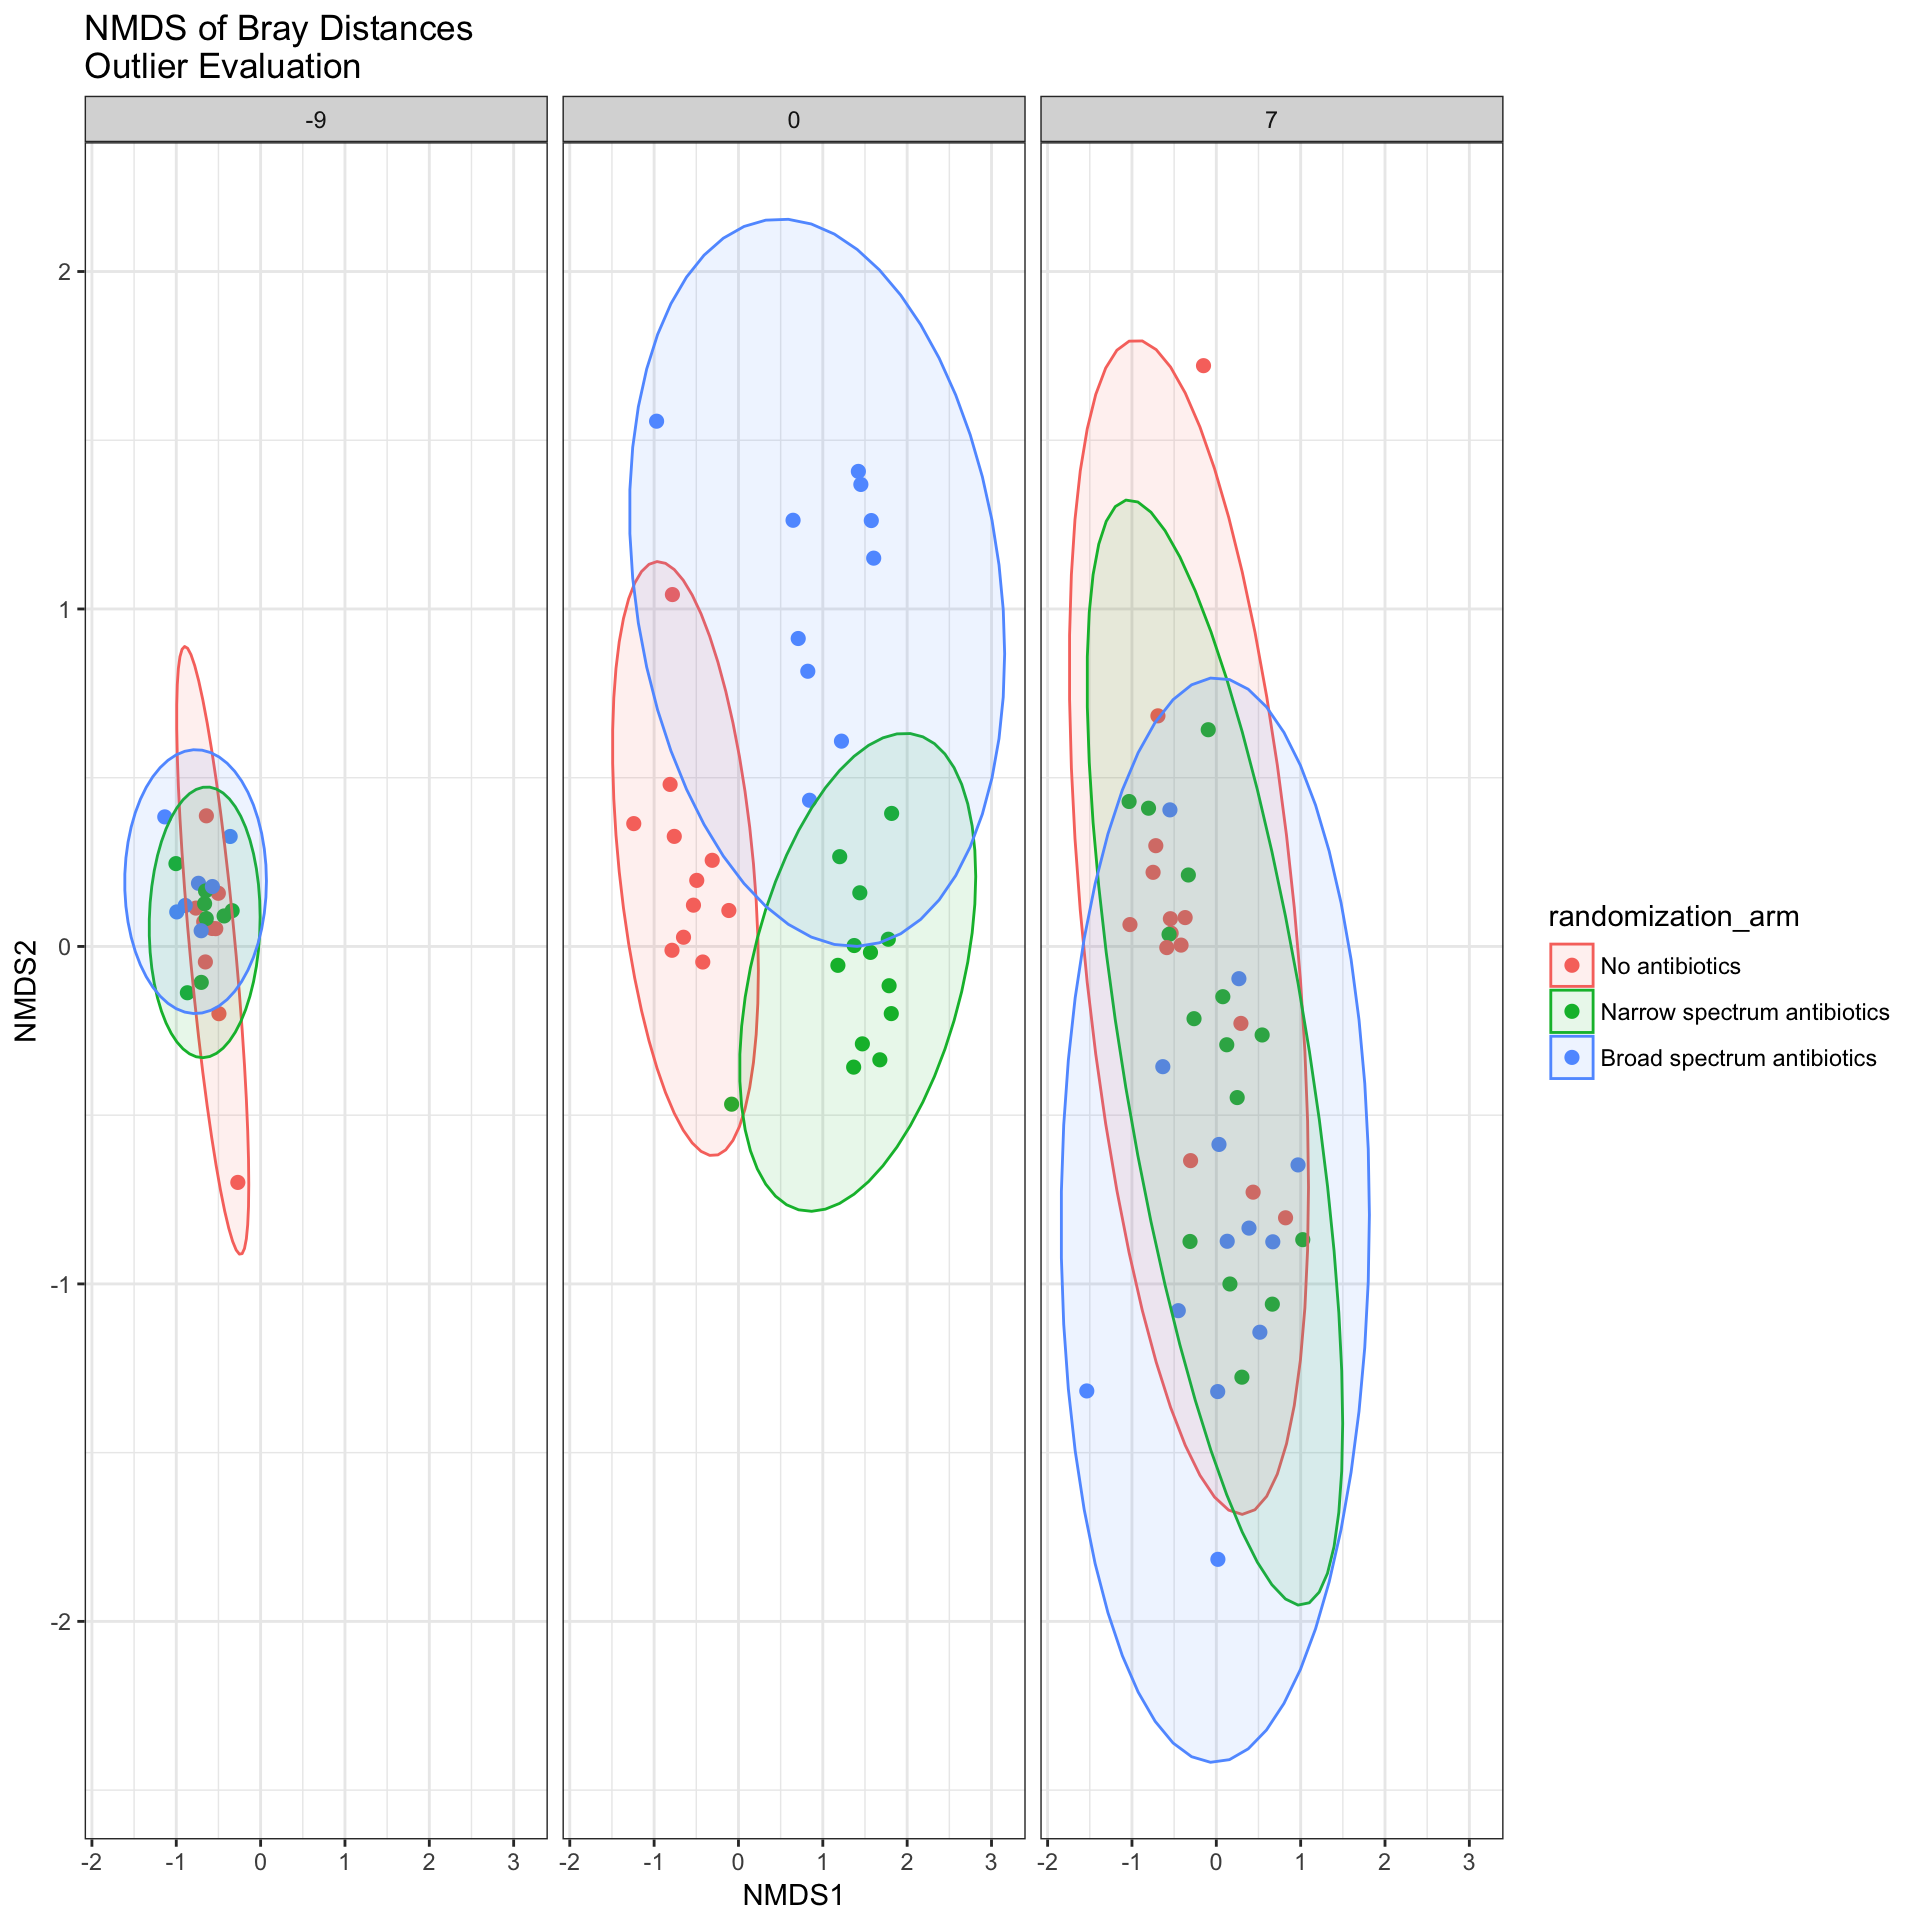 NMDS of Bray Distances
Outlier Evaluation
-9
0
7
2
1
0
-1
-2
NMDS2
-2 -1 0 1 2 3
-2 -1 0 1 2 3
-2 -1 0 1 2 3
NMDS1
randomization_arm
No antibiotics
Narrow spectrum antibiotics
Broad spectrum antibiotics